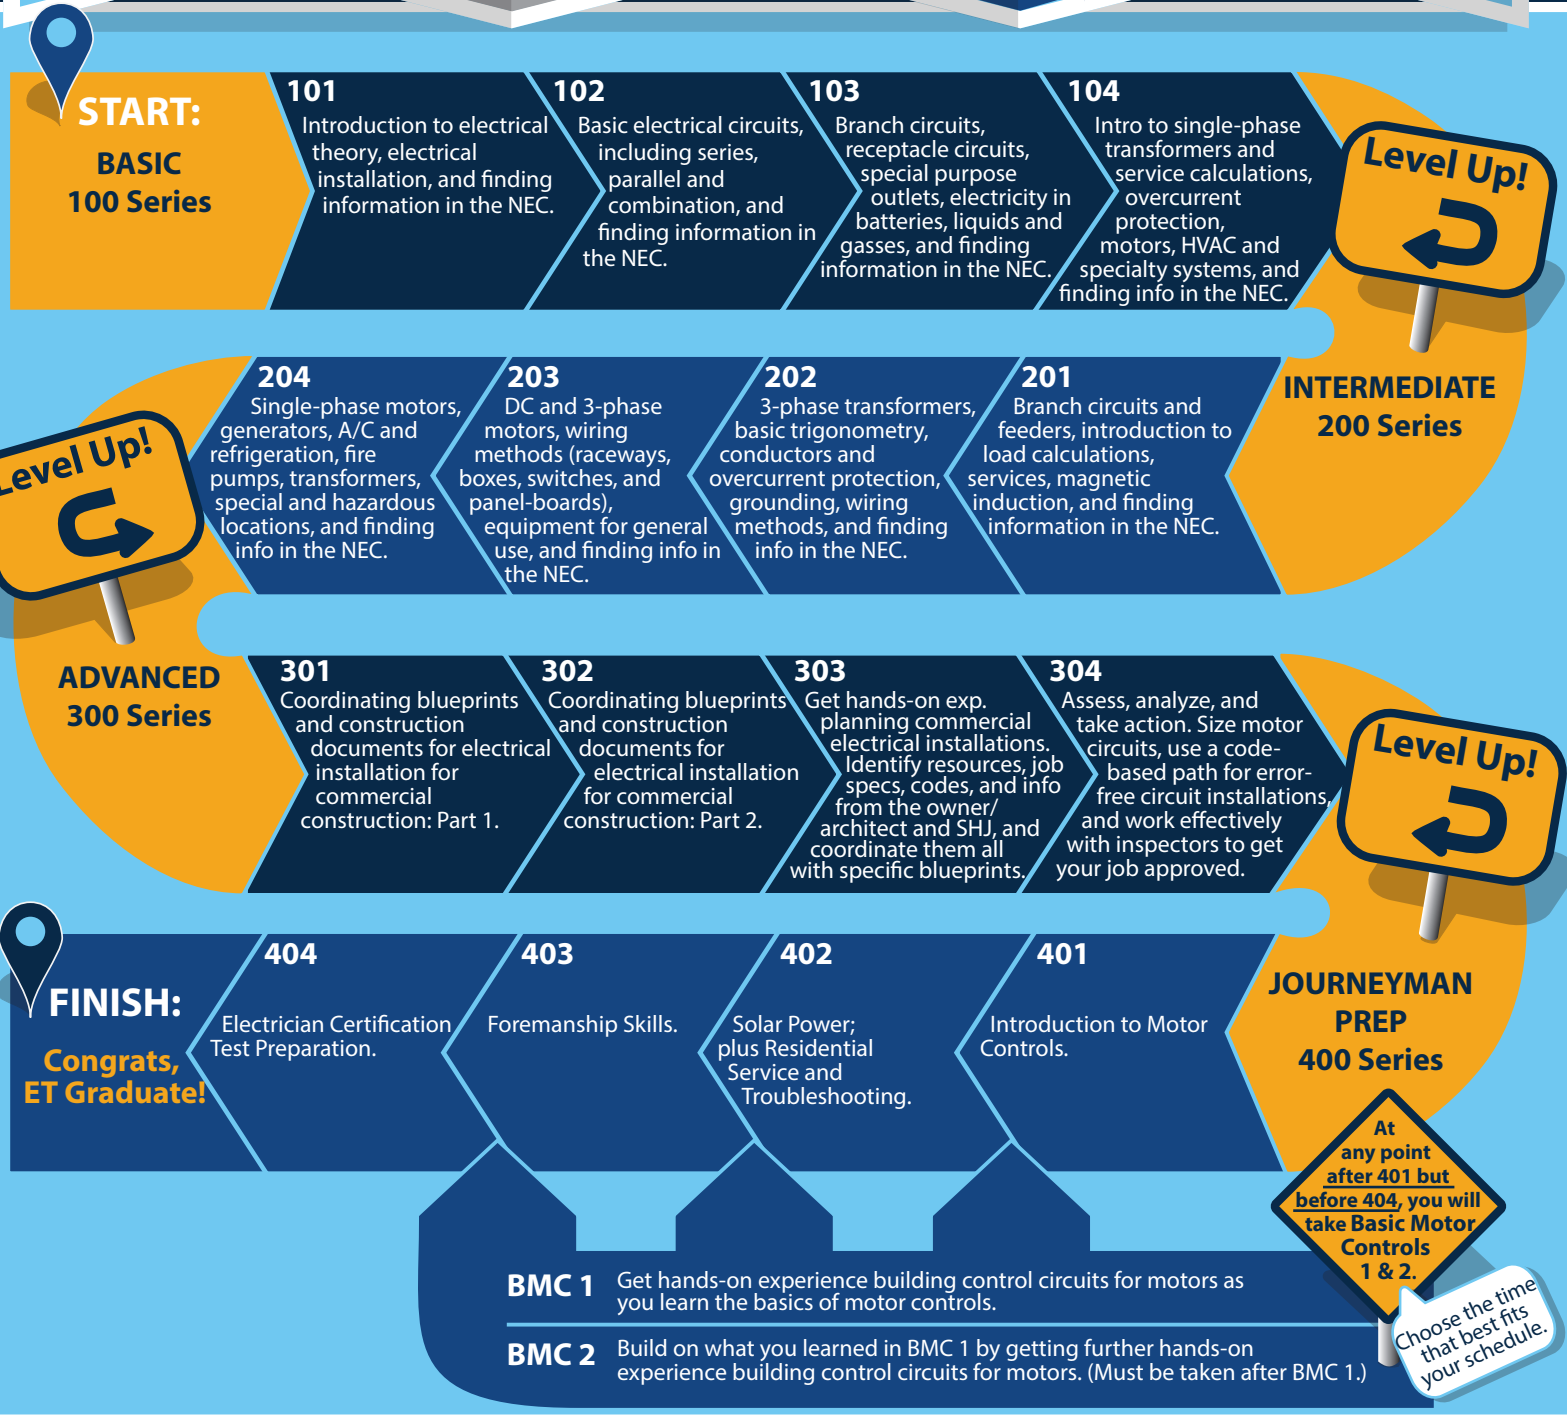 START:
BASIC
100 Series
101
Introduction to electrical
theory, electrical
installation, and finding
information in the NEC.
102
Basic electrical circuits,
including series,
parallel and
combination, and
finding information in
the NEC.
103
Branch circuits,
receptacle circuits,
special purpose
outlets, electricity in
batteries, liquids and
gasses, and finding
information in the NEC.
104
Intro to single-phase
transformers and
service calculations,
overcurrent
protection,
motors, HVAC and
specialty systems, and
finding info in the NEC.
Level Up!
INTERMEDIATE
200 Series
201
Branch circuits and
feeders, introduction to
load calculations,
services, magnetic
induction, and finding
information in the NEC.
202
3-phase transformers,
basic trigonometry,
conductors and
overcurrent protection,
grounding, wiring
methods, and finding
info in the NEC.
203
DC and 3-phase
motors, wiring
methods (raceways,
boxes, switches, and
panel-boards),
equipment for general
use, and finding info in
the NEC.
204
Single-phase motors,
generators, A/C and
refrigeration, fire
pumps, transformers,
special and hazardous
locations, and finding
info in the NEC.
Level Up!
ADVANCED
300 Series
301
Coordinating blueprints
and construction
documents for electrical
installation for
commercial
construction: Part 1.
302
Coordinating blueprints
and construction
documents for
electrical installation
for commercial
construction: Part 2.
303
Get hands-on exp.
planning commercial
electrical installations.
Identify resources, job
specs, codes, and info
from the owner/
architect and SHJ, and
coordinate them all
with specific blueprints.
304
Assess, analyze, and
take action. Size motor
circuits, use a code-
based path for error-
free circuit installations,
and work effectively
with inspectors to get
your job approved.
Level Up!
JOURNEYMAN
PREP
400 Series
401
Introduction to Motor
Controls.
402
Solar Power;
plus Residential
Service and
Troubleshooting.
403
Foremanship Skills.
404
Electrician Certification
Test Preparation.
FINISH:
Congrats,
ET Graduate!
At
any point
after 401 but
before 404, you will
take Basic Motor
Controls
1 & 2.
Choose the time
that best fits
your schedule.
BMC 1
Get hands-on experience building control circuits for motors as
you learn the basics of motor controls.
BMC 2
Build on what you learned in BMC 1 by getting further hands-on
experience building control circuits for motors. (Must be taken after BMC 1.)